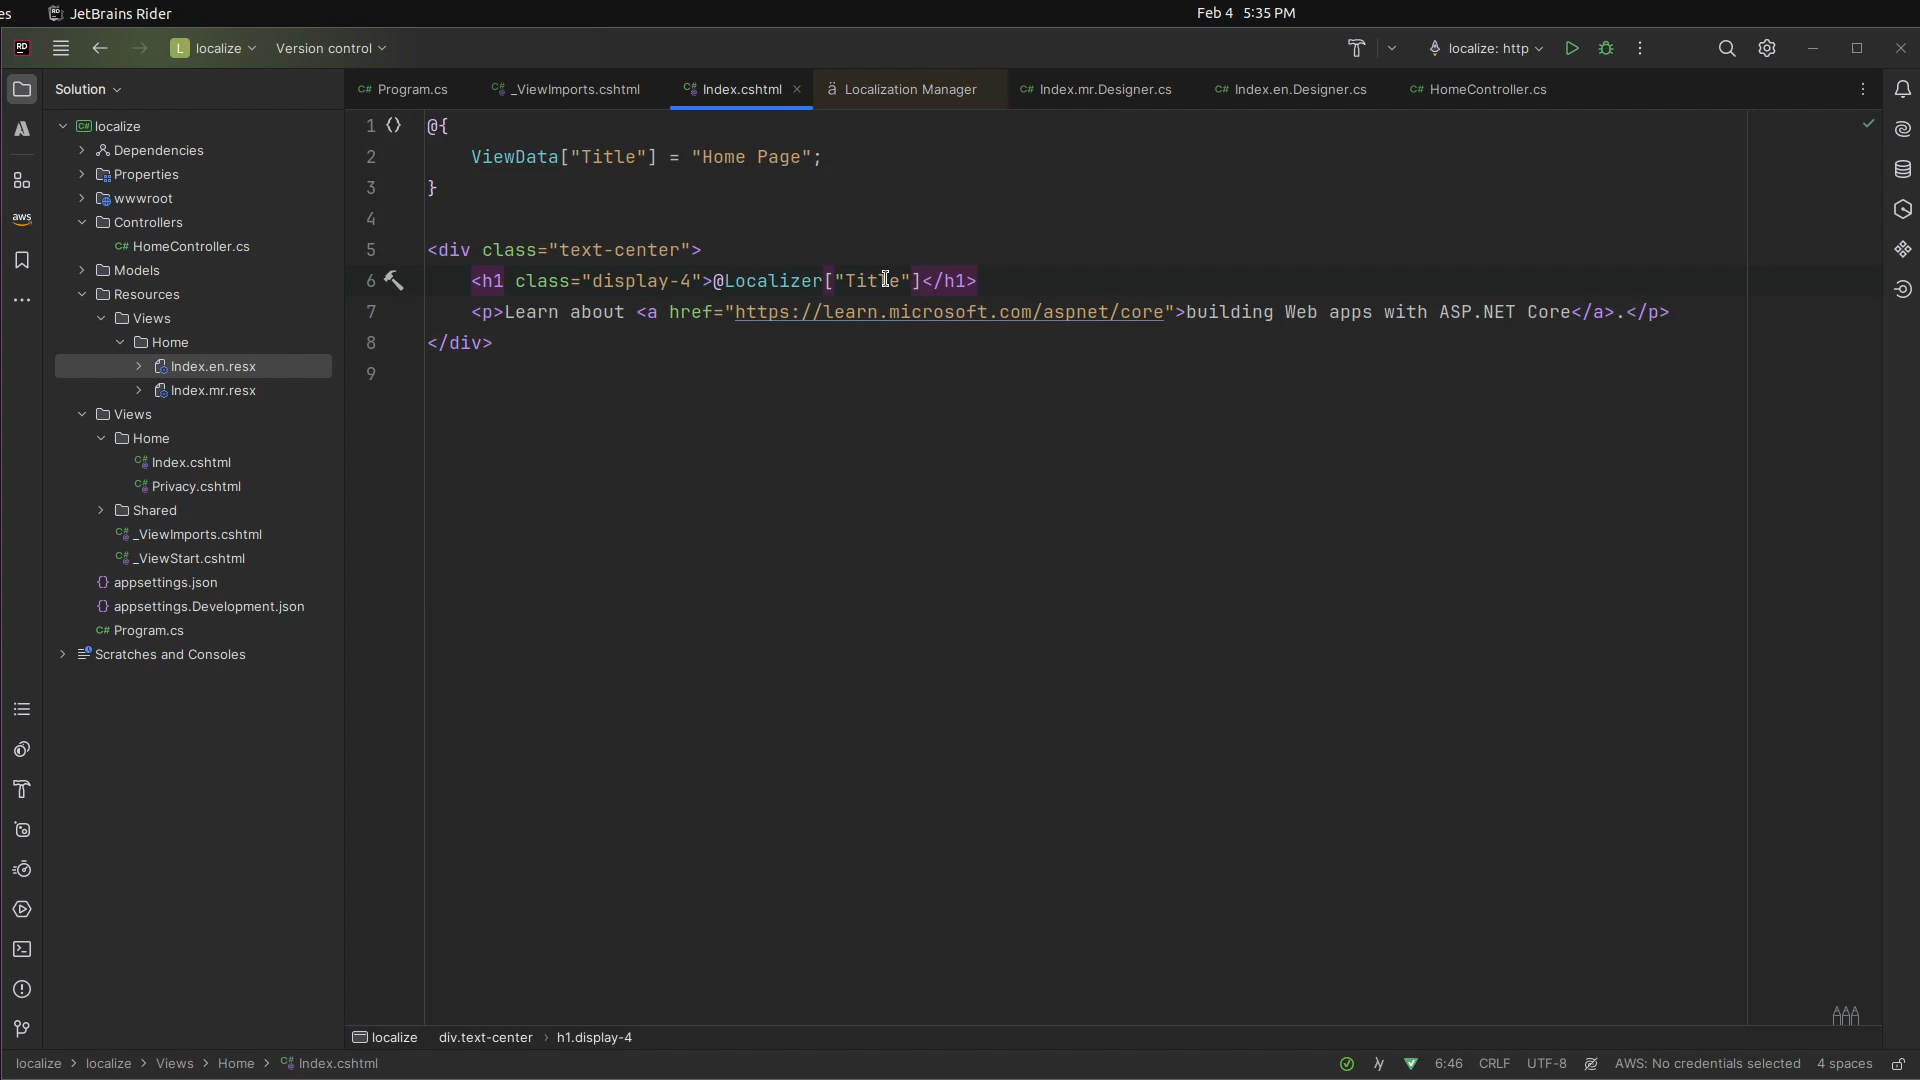 es
JetBrains Rider
Feb 4 5:35 PM
RD
L localize
Version control
localize: http
Solution
C# Program.cs
_ViewImports.cshtml
Index.cshtml
ä Localization Manager
C# Index.mr.Designer.cs
C# Index.en.Designer.cs
C# HomeController.cs
localize
Dependencies
Properties
wwwroot
Controllers
C# HomeController.cs
Models
Resources
Views
Home
Index.en.resx
Index.mr.resx
Views
Home
Index.cshtml
Privacy.cshtml
Shared
_ViewImports.cshtml
_ViewStart.cshtml
{} appsettings.json
{} appsettings.Development.json
C# Program.cs
Scratches and Consoles
aws
1 @{
2 ViewData["Title"] = "Home Page";
3 }
4
5 <div class="text-center">
6 <h1 class="display-4">@Localizer["Title"]</h1>
7 <p>Learn about <a href="https://learn.microsoft.com/aspnet/core">building Web apps with ASP.NET Core</a>.</p>
8 </div>
9
localize div.text-center › h1.display-4
localize > localize > Views > Home > Index.cshtml
6:46 CRLF UTF-8 AWS: No credentials selected 4 spaces